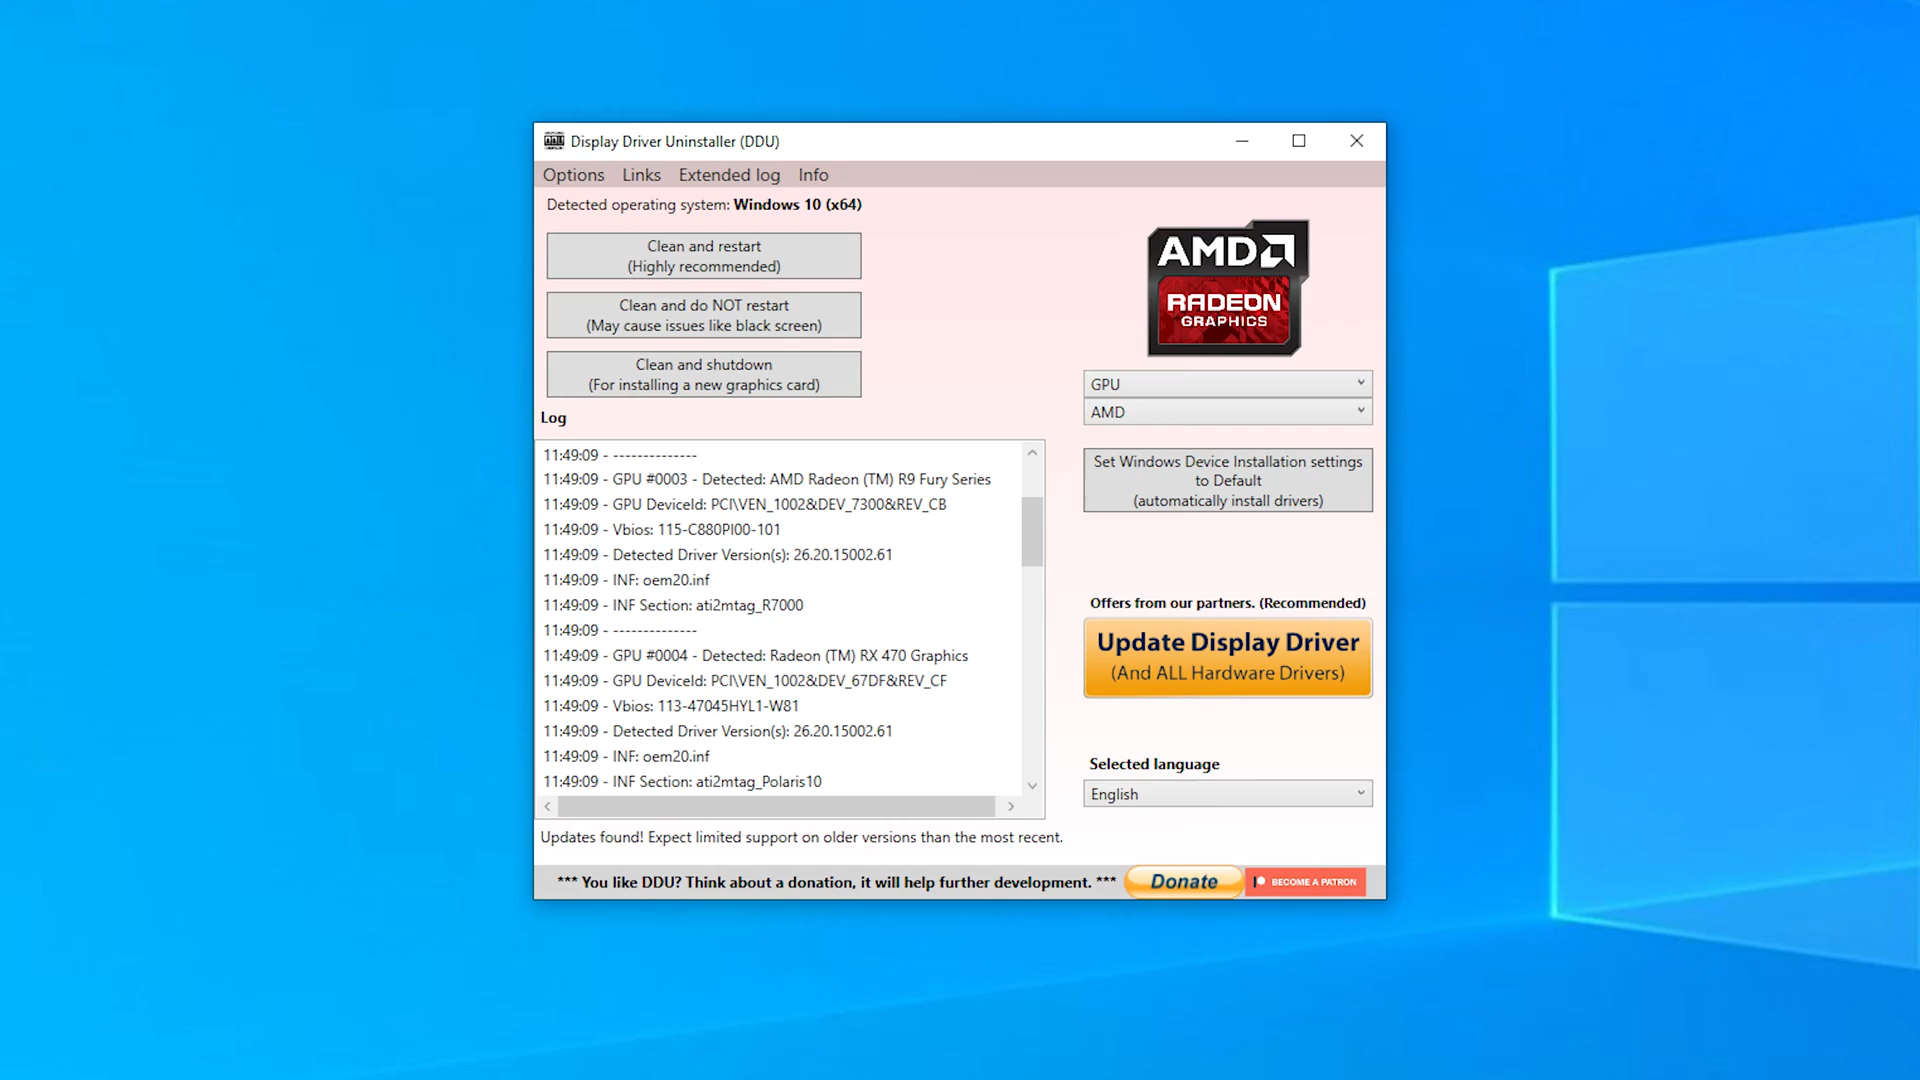 Display Driver Uninstaller (DDU)
Options Links Extended log Info
Detected operating system: Windows 10 (x64)
Clean and restart
(Highly recommended)
Clean and do NOT restart
(May cause issues like black screen)
Clean and shutdown
(For installing a new graphics card)
AMD
RADEON
GRAPHICS
GPU
AMD
Set Windows Device Installation settings
to Default
(automatically install drivers)
Log
11:49:09 - --------------
11:49:09 - GPU #0003 - Detected: AMD Radeon (TM) R9 Fury Series
11:49:09 - GPU DeviceId: PCI\VEN_1002&DEV_7300&REV_CB
11:49:09 - Vbios: 115-C880PI00-101
11:49:09 - Detected Driver Version(s): 26.20.15002.61
11:49:09 - INF: oem20.inf
11:49:09 - INF Section: ati2mtag_R7000
11:49:09 - --------------
11:49:09 - GPU #0004 - Detected: Radeon (TM) RX 470 Graphics
11:49:09 - GPU DeviceId: PCI\VEN_1002&DEV_67DF&REV_CF
11:49:09 - Vbios: 113-47045HYL1-W81
11:49:09 - Detected Driver Version(s): 26.20.15002.61
11:49:09 - INF: oem20.inf
11:49:09 - INF Section: ati2mtag_Polaris10
Offers from our partners. (Recommended)
Update Display Driver
(And ALL Hardware Drivers)
Selected language
English
Updates found! Expect limited support on older versions than the most recent.
*** You like DDU? Think about a donation, it will help further development. ***
Donate
BECOME A PATRON